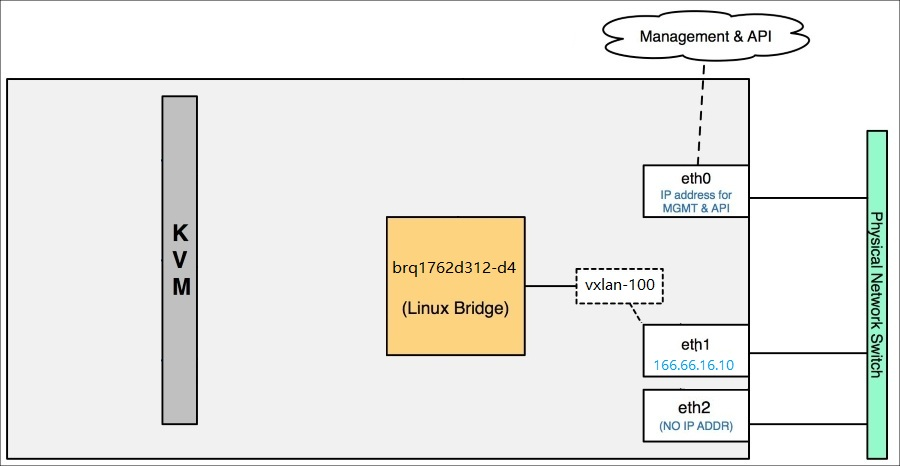 Management & API
eth0
IP address for
MGMT & API
K
V
M
brq1762d312-d4
(Linux Bridge)
vxlan-100
eth1
166.66.16.10
eth2
(NO IP ADDR)
Physical Network Switch